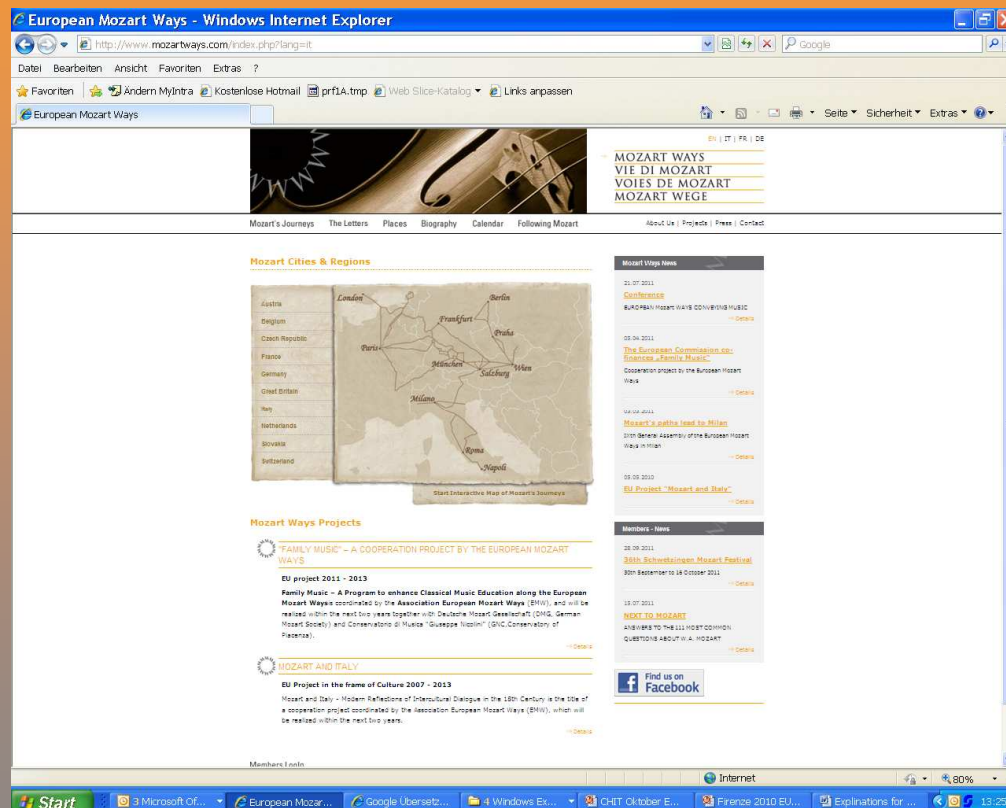 European Mozart Ways - Windows Internet Explorer
http://www.mozartways.com/index.php?lang=it
Google
Datei Bearbeiten Ansicht Favoriten Extras ?
Favoriten Ändern MyIntra Kostenlose Hotmail prf1A.tmp Web Slice-Katalog Links anpassen
European Mozart Ways
Seite Sicherheit Extras
EN | IT | FR | DE
MOZART WAYS
VIE DI MOZART
VOIES DE MOZART
MOZART WEGE
Mozart's Journeys The Letters Places Biography Calendar Following Mozart
About Us | Projects | Press | Contact
Mozart Cities & Regions
Austria
Belgium
Czech Republic
France
Germany
Great Britain
Italy
Netherlands
Slovakia
Switzerland
London
Berlin
Frankfurt
Praha
Paris
München
Salzburg
Wien
Milano
Roma
Napoli
Start Interactive Map of Mozart's Journeys
Mozart Ways Projects
"FAMILY MUSIC" – A COOPERATION PROJECT BY THE EUROPEAN MOZART
WAYS
EU project 2011 - 2013
Family Music – A Program to enhance Classical Music Education along the European
Mozart Ways is coordinated by the Association European Mozart Ways (EMW), and will be
realized within the next two years together with Deutsche Mozart Gesellschaft (DMG, German
Mozart Society) and Conservatorio di Musica "Giuseppe Nicolini" (GNC, Conservatory of
Piacenza).
Details
MOZART AND ITALY
EU Project in the frame of Culture 2007 - 2013
Mozart and Italy - Modern Reflections of Intercultural Dialogue in the 18th Century is the title of
a cooperation project coordinated by the Association European Mozart Ways (EMW), which will
be realized within the next two years.
Details
Members Login
Mozart Ways News
21.07.2011
Conference
EUROPEAN Mozart WAYS CONVEYING MUSIC
Details
The European Commission co-
finances „Family Music"
Cooperation project by the European Mozart
Ways
Details
Mozart's paths lead to Milan
General Assembly of the European Mozart
Ways in Milan
Details
EU Project "Mozart and Italy"
Details
Members - News
28.09.2011
36th Schwetzingen Mozart Festival
30th September to 16 October 2011
Details
NEXT TO MOZART
ANSWERS TO THE 111 MOST COMMON
QUESTIONS ABOUT W.A. MOZART
Details
Find us on
Facebook
Internet
80%
Start
3 Microsoft Of...
European Mozar...
Google Übersetz...
4 Windows Ex...
CHIT Oktober E...
Firenze 2010 EU...
Explinations for ...